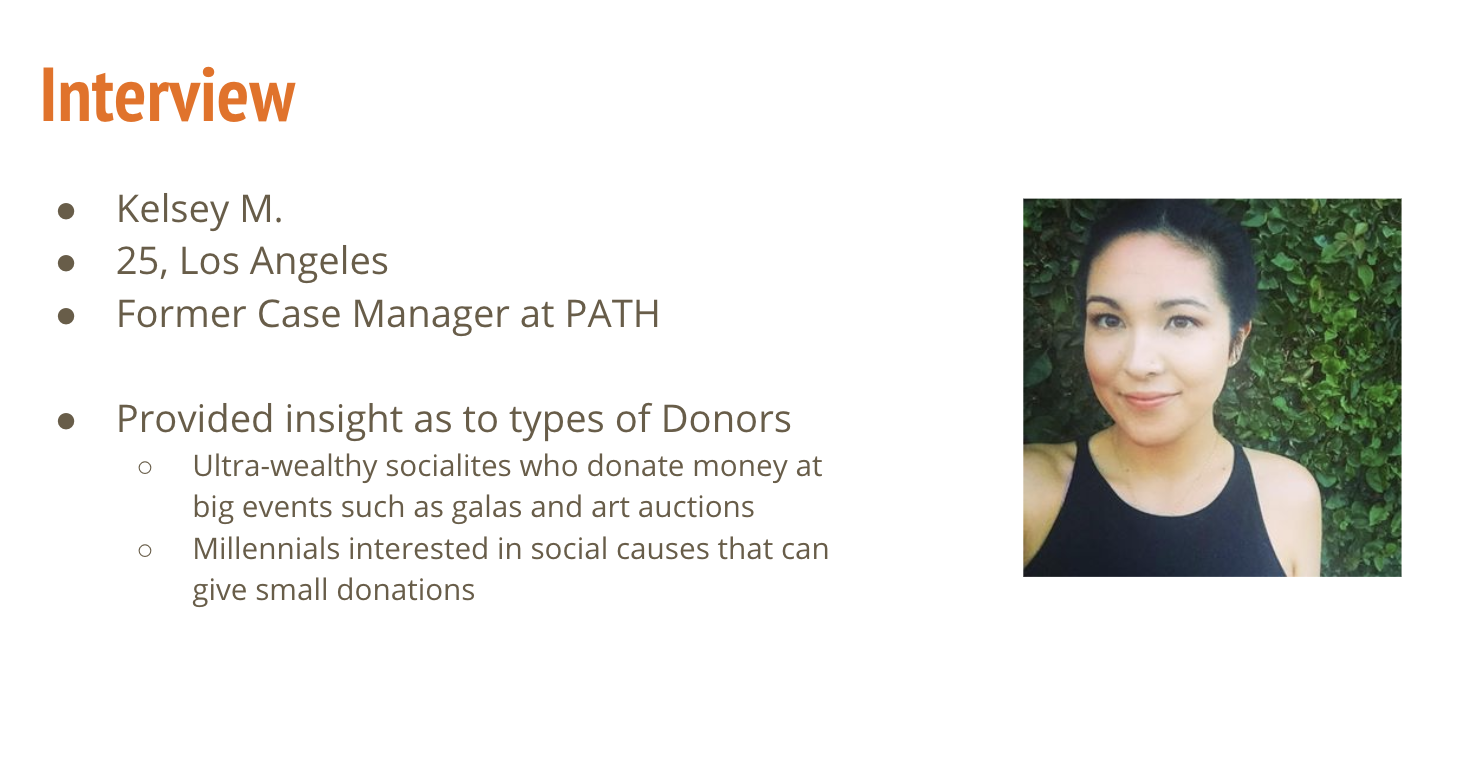 Interview
● Kelsey M.
● 25, Los Angeles
● Former Case Manager at PATH
● Provided insight as to types of Donors
○ Ultra-wealthy socialites who donate money at
big events such as galas and art auctions
○ Millennials interested in social causes that can
give small donations